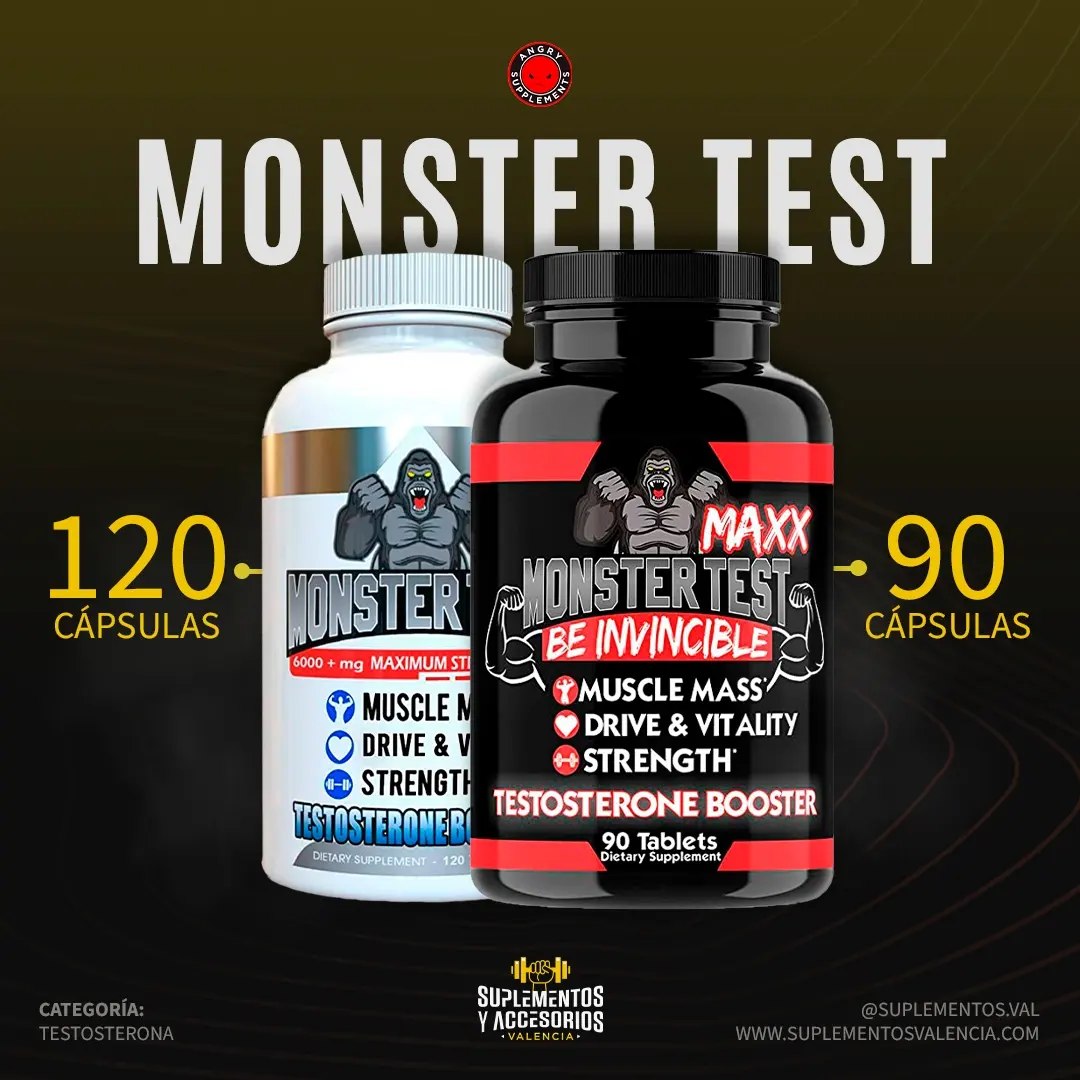 ANGRY
SUPPLEMENTS
MONSTER TEST
120
CÁPSULAS
90
CÁPSULAS
MONSTER
6000 + mg MAXIMUM
MUSCLE
DRIVE &
STRENGTH
TESTOSTERONE
DIETARY SUPPLEMENT - 120
MAXX
MONSTER TEST
BE INVINCIBLE
MUSCLE MASS*
DRIVE & VITALITY
STRENGTH*
TESTOSTERONE BOOSTER
90 Tablets
Dietary Supplement
SUPLEMENTOS
Y ACCESORIOS
VALENCIA
CATEGORÍA:
TESTOSTERONA
@SUPLEMENTOS.VAL
WWW.SUPLEMENTOSVALENCIA.COM